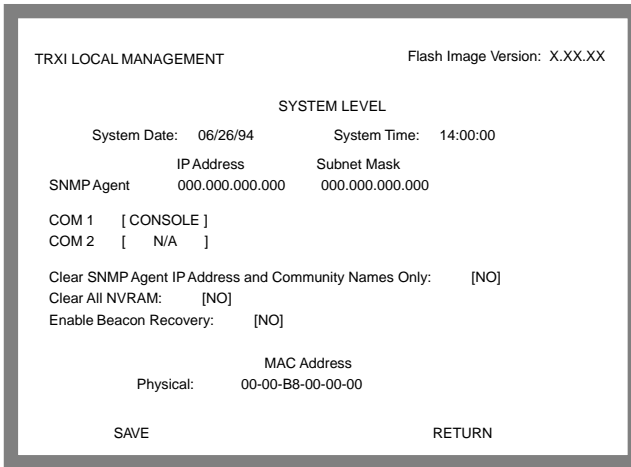 TRXI LOCAL MANAGEMENT Flash Image Version: X.XX.XX
SYSTEM LEVEL
System Date: 06/26/94 System Time: 14:00:00
IP Address Subnet Mask
SNMP Agent 000.000.000.000 000.000.000.000
COM 1 [ CONSOLE ]
COM 2 [ N/A ]
Clear SNMP Agent IP Address and Community Names Only: [NO]
Clear All NVRAM: [NO]
Enable Beacon Recovery: [NO]
MAC Address
Physical: 00-00-B8-00-00-00
SAVE RETURN